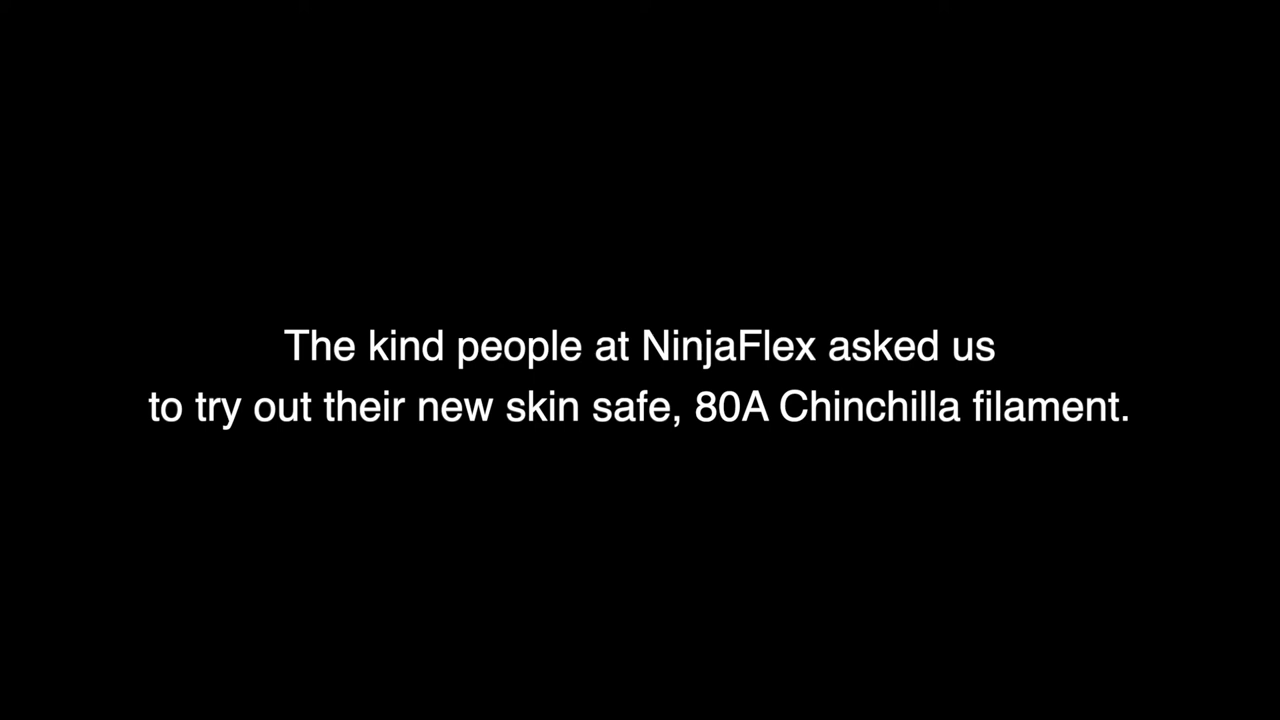 The kind people at NinjaFlex asked us
to try out their new skin safe, 80A Chinchilla filament.